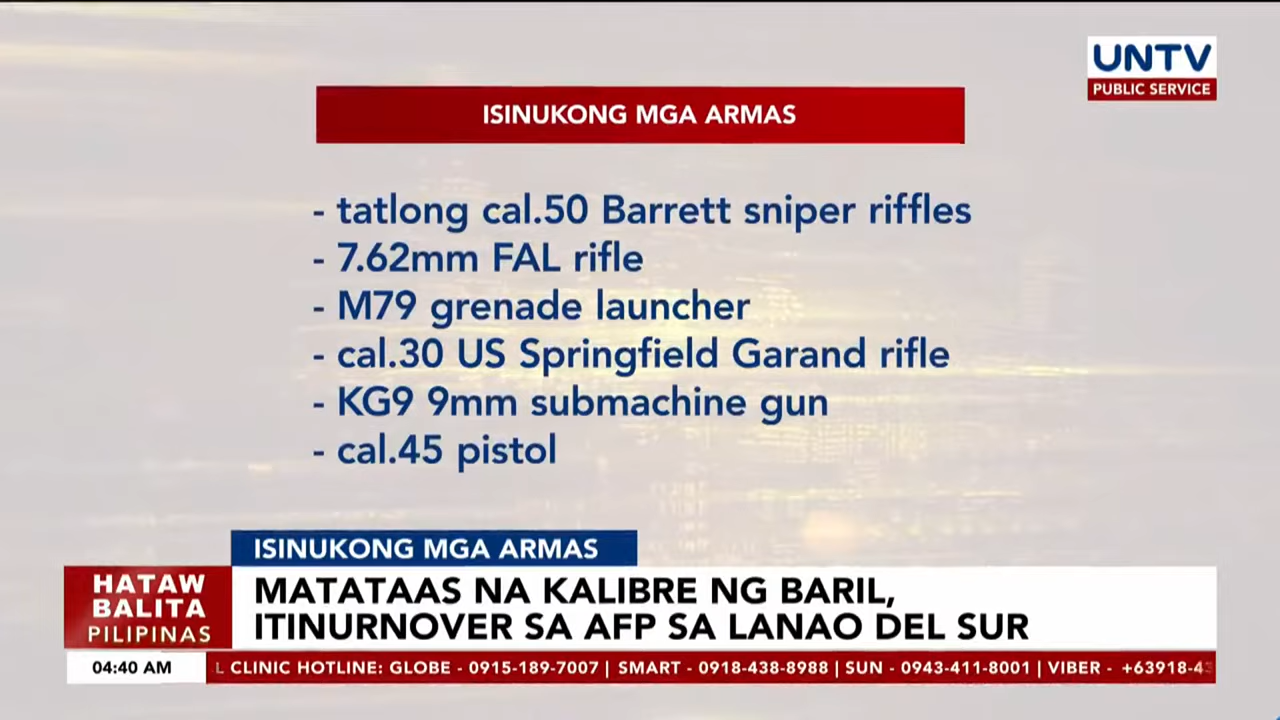 UNTV
PUBLIC SERVICE
ISINUKONG MGA ARMAS
- tatlong cal.50 Barrett sniper riffles
- 7.62mm FAL rifle
- M79 grenade launcher
- cal.30 US Springfield Garand rifle
- KG9 9mm submachine gun
- cal.45 pistol
ISINUKONG MGA ARMAS
HATAW
BALITA
PILIPINAS
MATATAAS NA KALIBRE NG BARIL,
ITINURNOVER SA AFP SA LANAO DEL SUR
04:40 AM
L CLINIC HOTLINE: GLOBE - 0915-189-7007 | SMART - 0918-438-8988 | SUN - 0943-411-8001 | VIBER - +63918-4